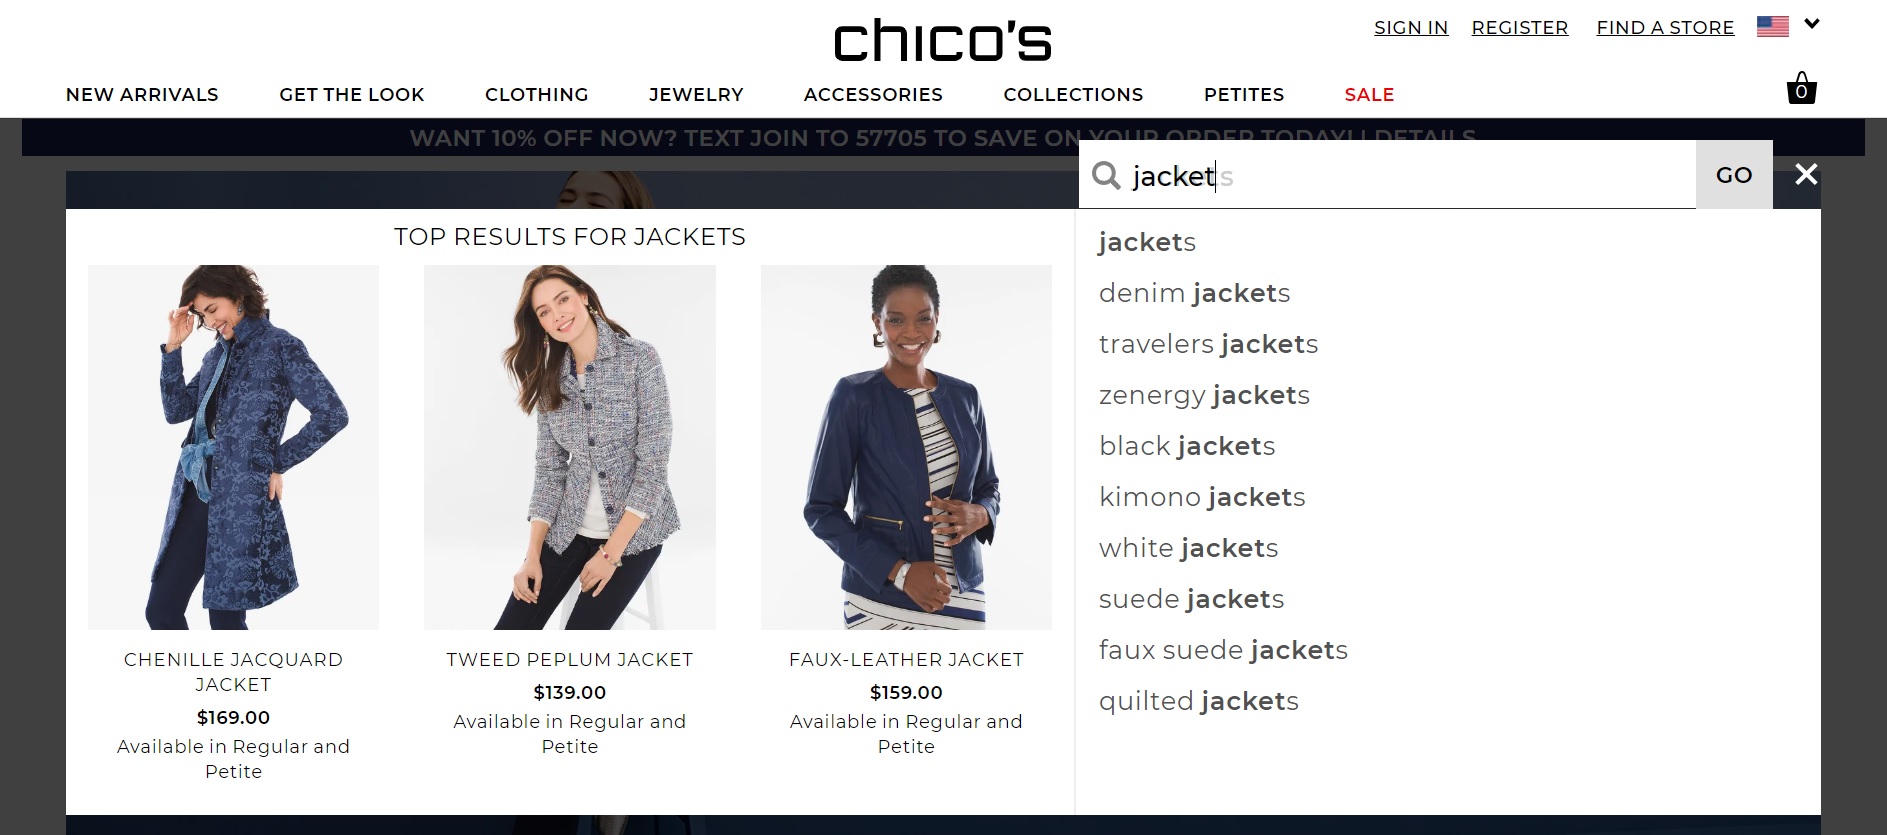 chico's
SIGN IN REGISTER FIND A STORE
NEW ARRIVALS GET THE LOOK CLOTHING JEWELRY ACCESSORIES COLLECTIONS PETITES SALE
0
WANT 10% OFF NOW? TEXT JOIN TO 57705 TO SAVE ON YOUR ORDER TODAY! | DETAILS
jackets
GO
TOP RESULTS FOR JACKETS
CHENILLE JACQUARD
JACKET
$169.00
Available in Regular and
Petite
TWEED PEPLUM JACKET
$139.00
Available in Regular and
Petite
FAUX-LEATHER JACKET
$159.00
Available in Regular and
Petite
jackets
denim jackets
travelers jackets
zenergy jackets
black jackets
kimono jackets
white jackets
suede jackets
faux suede jackets
quilted jackets